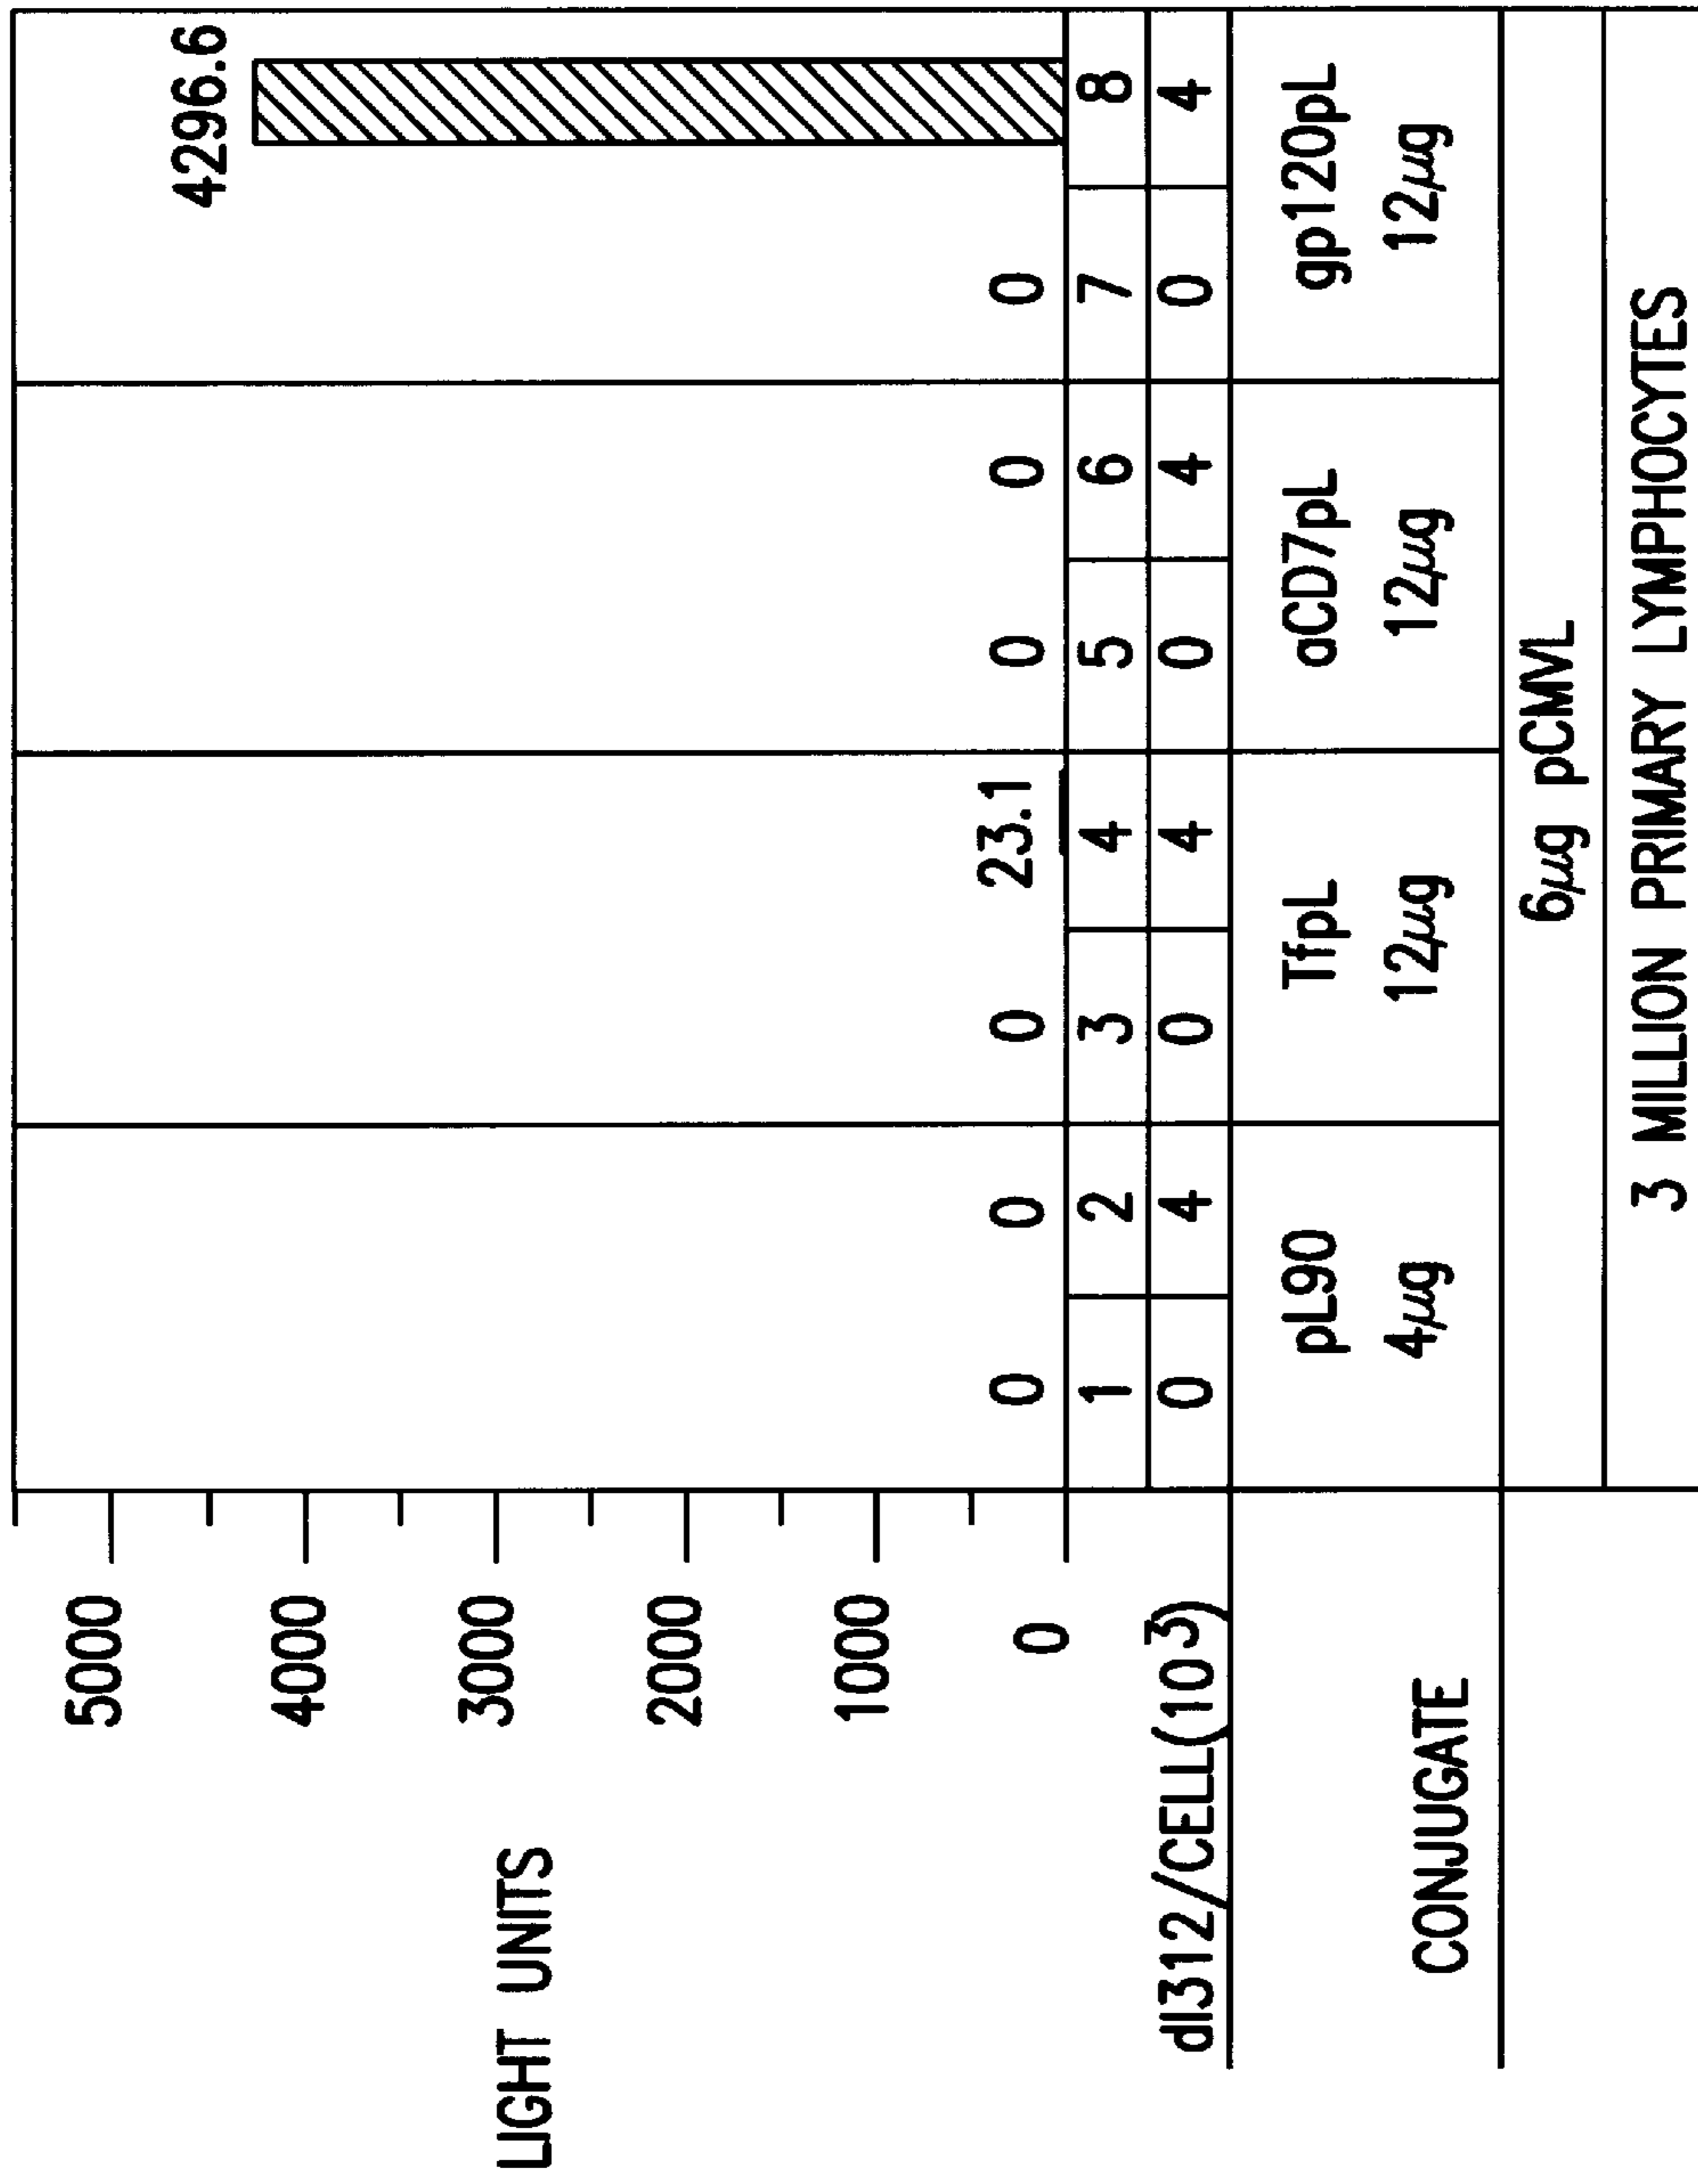 5000
4000
3000
2000
1000
0
LIGHT UNITS
0 0 0 23.1 0 0 0 4296.6
1 2 3 4 5 6 7 8
dl312/CELL(10³) 0 4 0 4 0 4 0 4
CONJUGATE
pL90 TfpL αCD7pL gp120pL
4µg 12µg 12µg 12µg
6µg pCMVL
3 MILLION PRIMARY LYMPHOCYTES